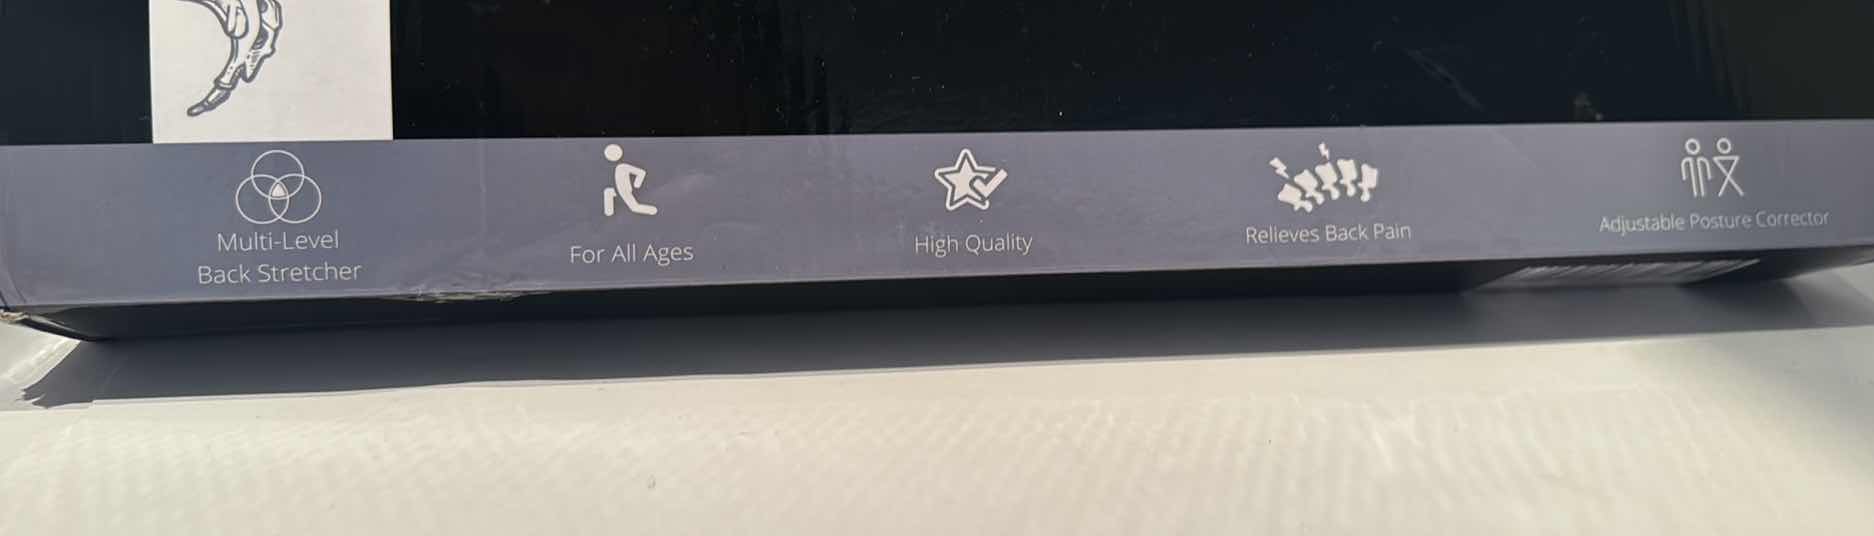 Multi-Level
Back Stretcher
For All Ages
High Quality
Relieves Back Pain
Adjustable Posture Corrector